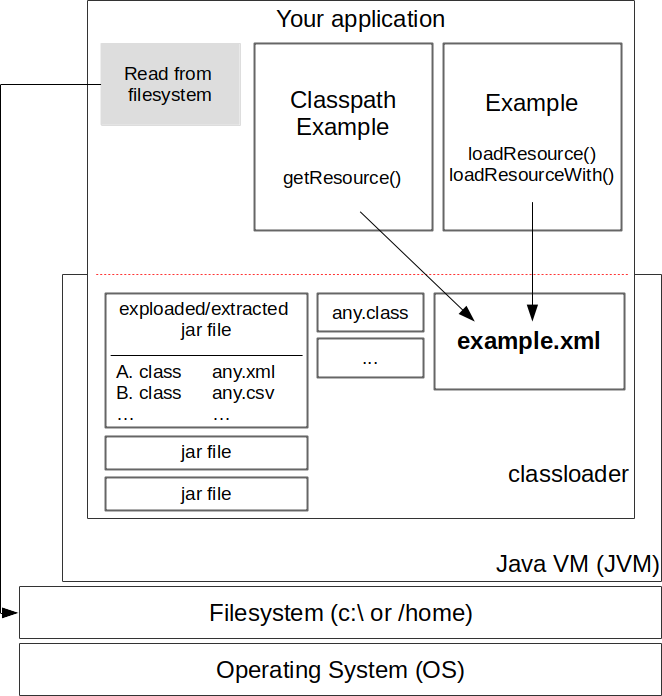 Your application
Read from
filesystem
Classpath
Example
getResource()
Example
loadResource()
loadResourceWith()
exploaded/extracted
jar file
A. class any.xml
B. class any.csv
... ...
jar file
jar file
any.class
...
example.xml
classloader
Java VM (JVM)
Filesystem (c:\ or /home)
Operating System (OS)